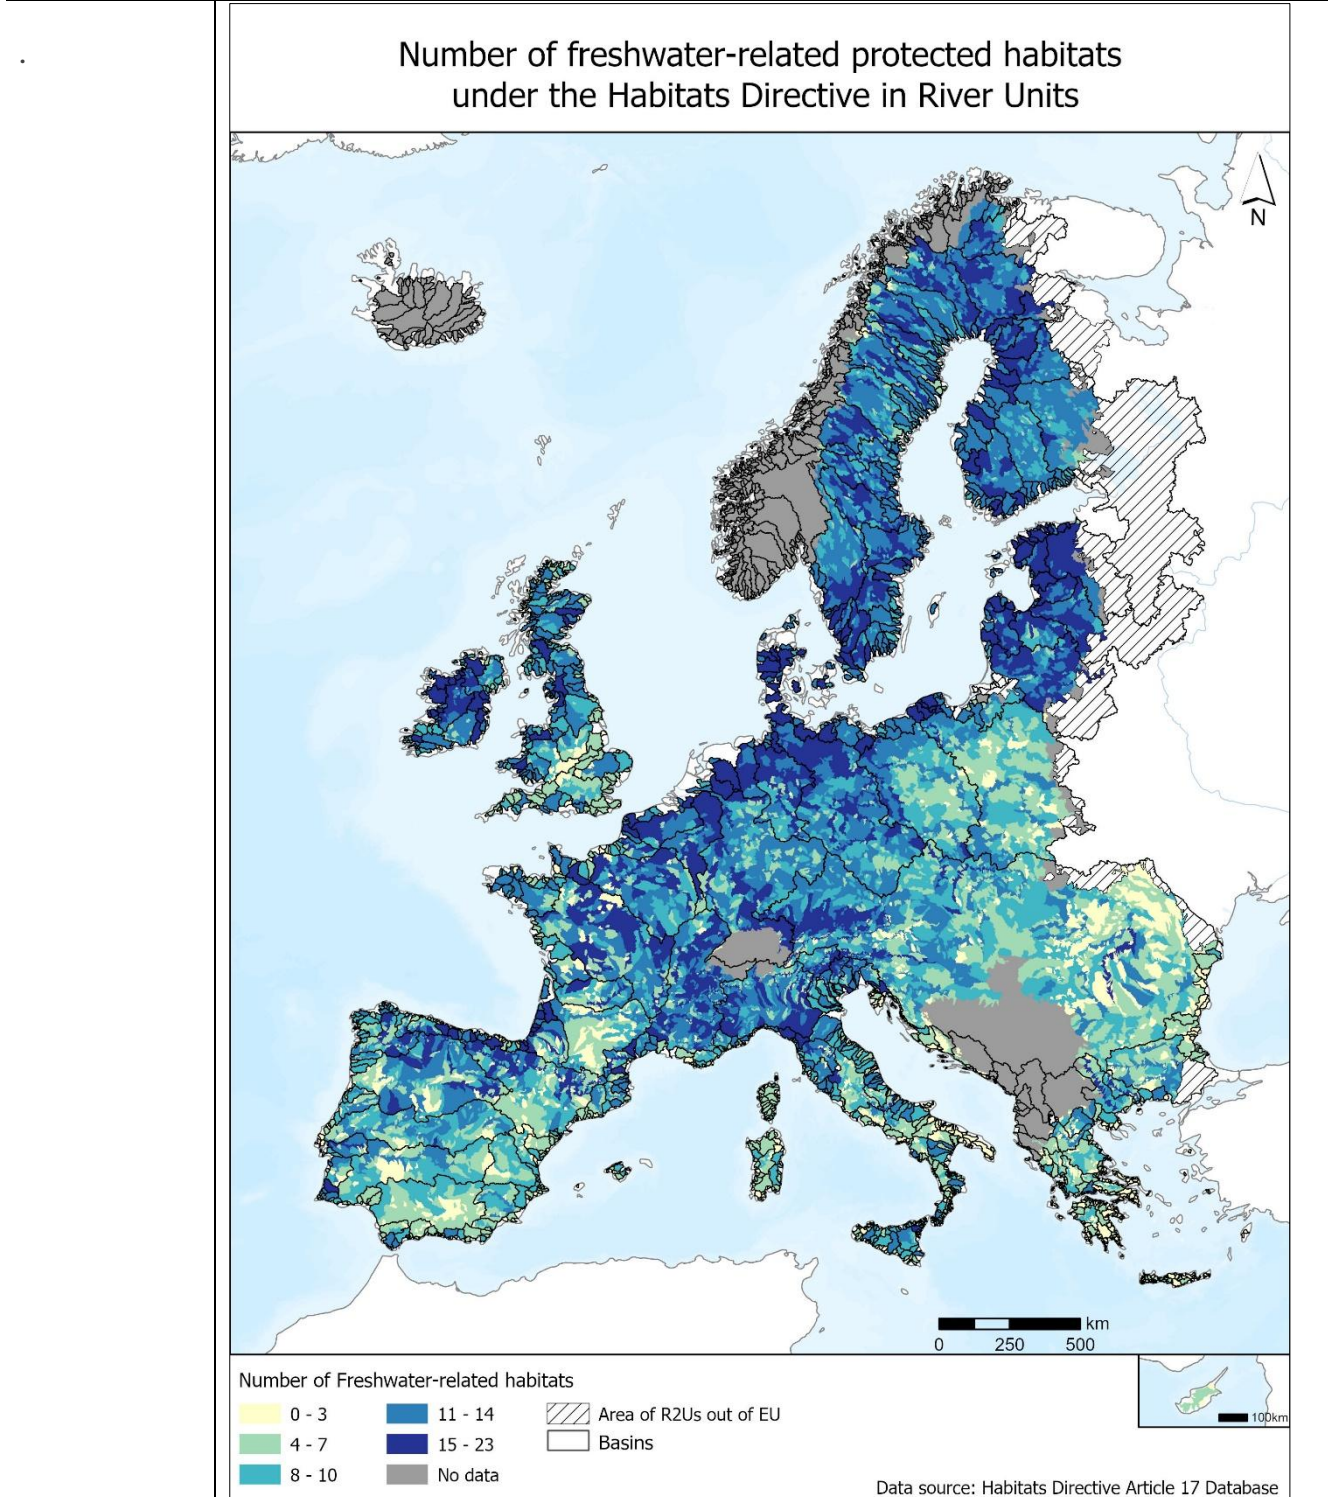 Number of freshwater-related protected habitats
under the Habitats Directive in River Units
N
km
0 250 500
Number of Freshwater-related habitats
0 - 3
4 - 7
8 - 10
11 - 14
15 - 23
No data
Area of R2Us out of EU
Basins
100km
Data source: Habitats Directive Article 17 Database